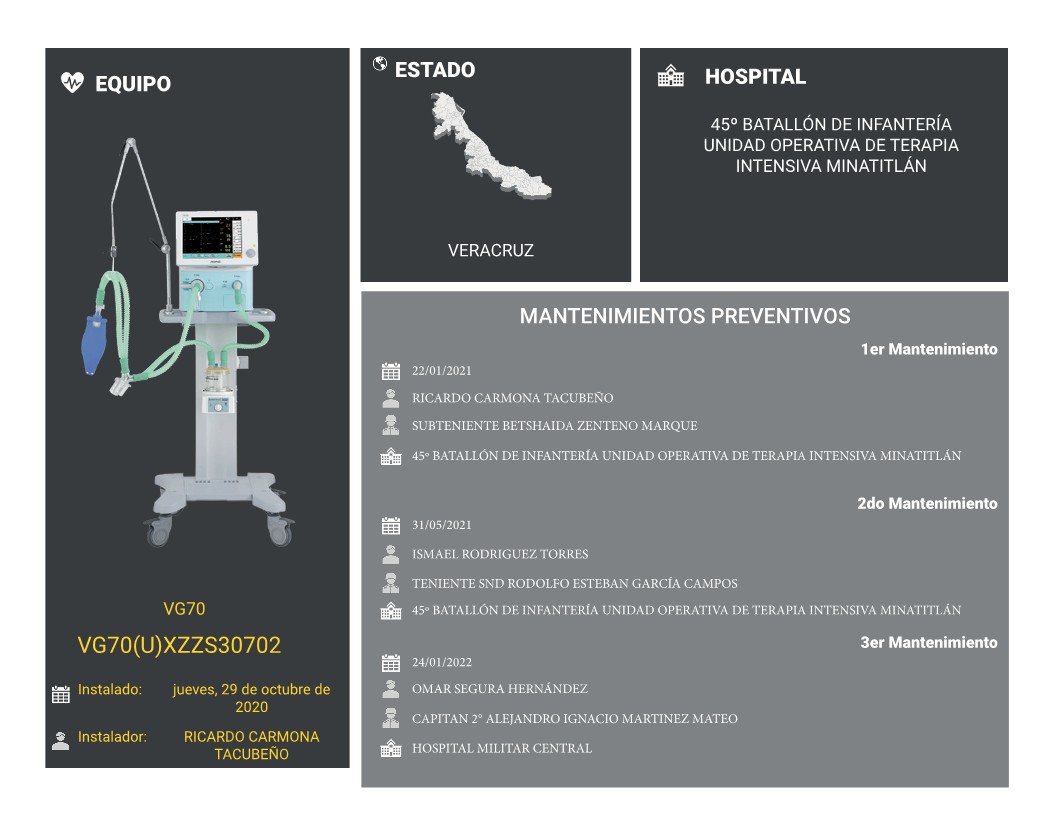 EQUIPO
VG70
VG70(U)XZZS30702
Instalado: jueves, 29 de octubre de
2020
Instalador: RICARDO CARMONA
TACUBEÑO
ESTADO
VERACRUZ
HOSPITAL
45º BATALLÓN DE INFANTERÍA
UNIDAD OPERATIVA DE TERAPIA
INTENSIVA MINATITLÁN
MANTENIMIENTOS PREVENTIVOS
1er Mantenimiento
22/01/2021
RICARDO CARMONA TACUBEÑO
SUBTENIENTE BETSHAIDA ZENTENO MARQUE
45º BATALLÓN DE INFANTERÍA UNIDAD OPERATIVA DE TERAPIA INTENSIVA MINATITLÁN
2do Mantenimiento
31/05/2021
ISMAEL RODRIGUEZ TORRES
TENIENTE SND RODOLFO ESTEBAN GARCÍA CAMPOS
45º BATALLÓN DE INFANTERÍA UNIDAD OPERATIVA DE TERAPIA INTENSIVA MINATITLÁN
3er Mantenimiento
24/01/2022
OMAR SEGURA HERNÁNDEZ
CAPITAN 2° ALEJANDRO IGNACIO MARTINEZ MATEO
HOSPITAL MILITAR CENTRAL